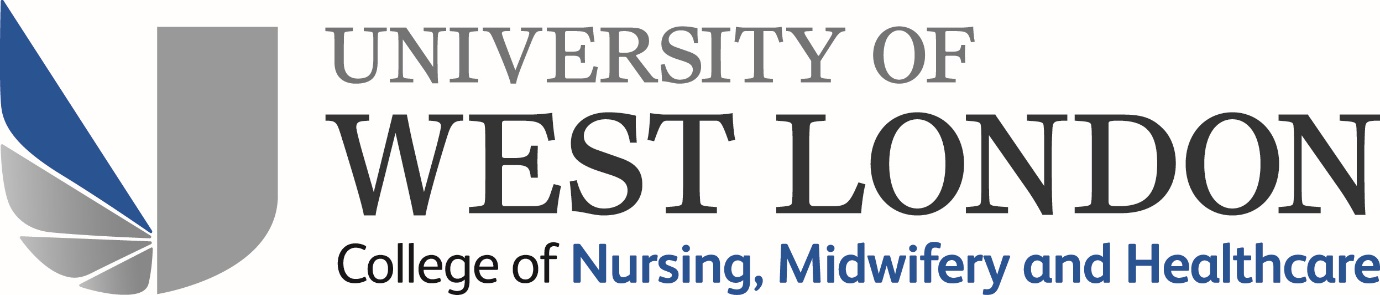 UNIVERSITY OF
WEST LONDON
College of Nursing, Midwifery and Healthcare